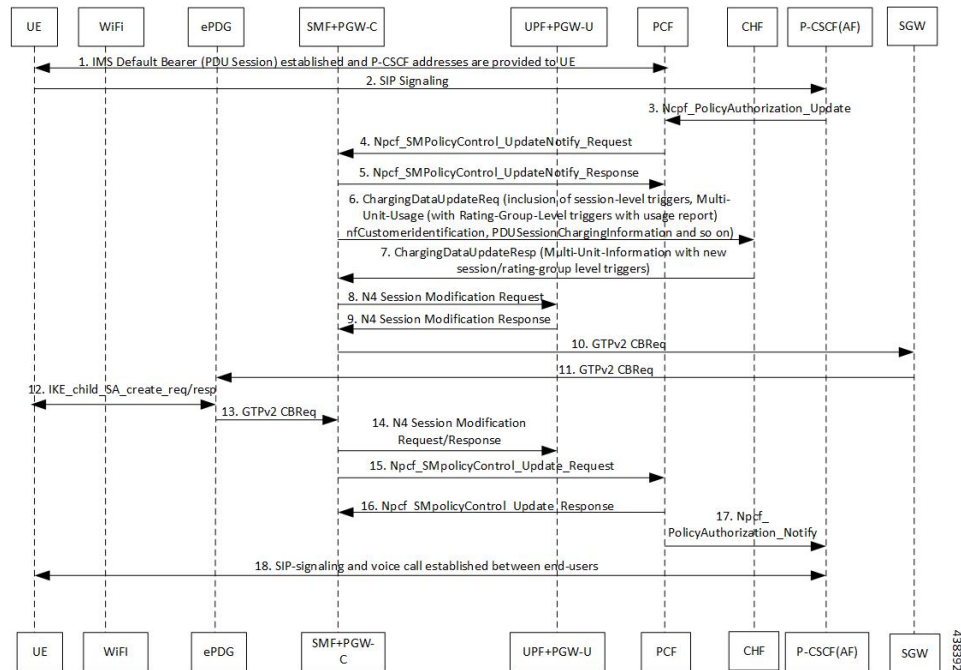 UE
WiFi
ePDG
SMF+PGW-C
UPF+PGW-U
PCF
CHF
P-CSCF(AF)
SGW
1. IMS Default Bearer (PDU Session) established and P-CSCF addresses are provided to UE
2. SIP Signaling
3. Ncpf_PolicyAuthorization_Update
4. Npcf_SMPolicyControl_UpdateNotify_Request
5. Npcf_SMPolicyControl_UpdateNotify_Response
6. ChargingDataUpdateReq (inclusion of session-level triggers, Multi-
Unit-Usage (with Rating-Group-Level triggers with usage report)
nfCustomeridentification, PDUSessionChargingInformation and so on)
7. ChargingDataUpdateResp (Multi-Unit-Information with new
session/rating-group level triggers)
8. N4 Session Modification Request
9. N4 Session Modification Response
10. GTPv2 CBReq
11. GTPv2 CBReq
12. IKE_child_SA_create_req/resp
13. GTPv2 CBReq
14. N4 Session Modification
Request/Response
15. Npcf_SMpolicyControl_Update_Request
16. Npcf_SMpolicyControl_Update_Response
17. Npcf_
PolicyAuthorization_Notify
18. SIP-signaling and voice call established between end-users
UE
WiFI
ePDG
SMF+PGW-
C
UPF+PGW-U
PCF
CHF
P-CSCF(AF)
SGW
438392